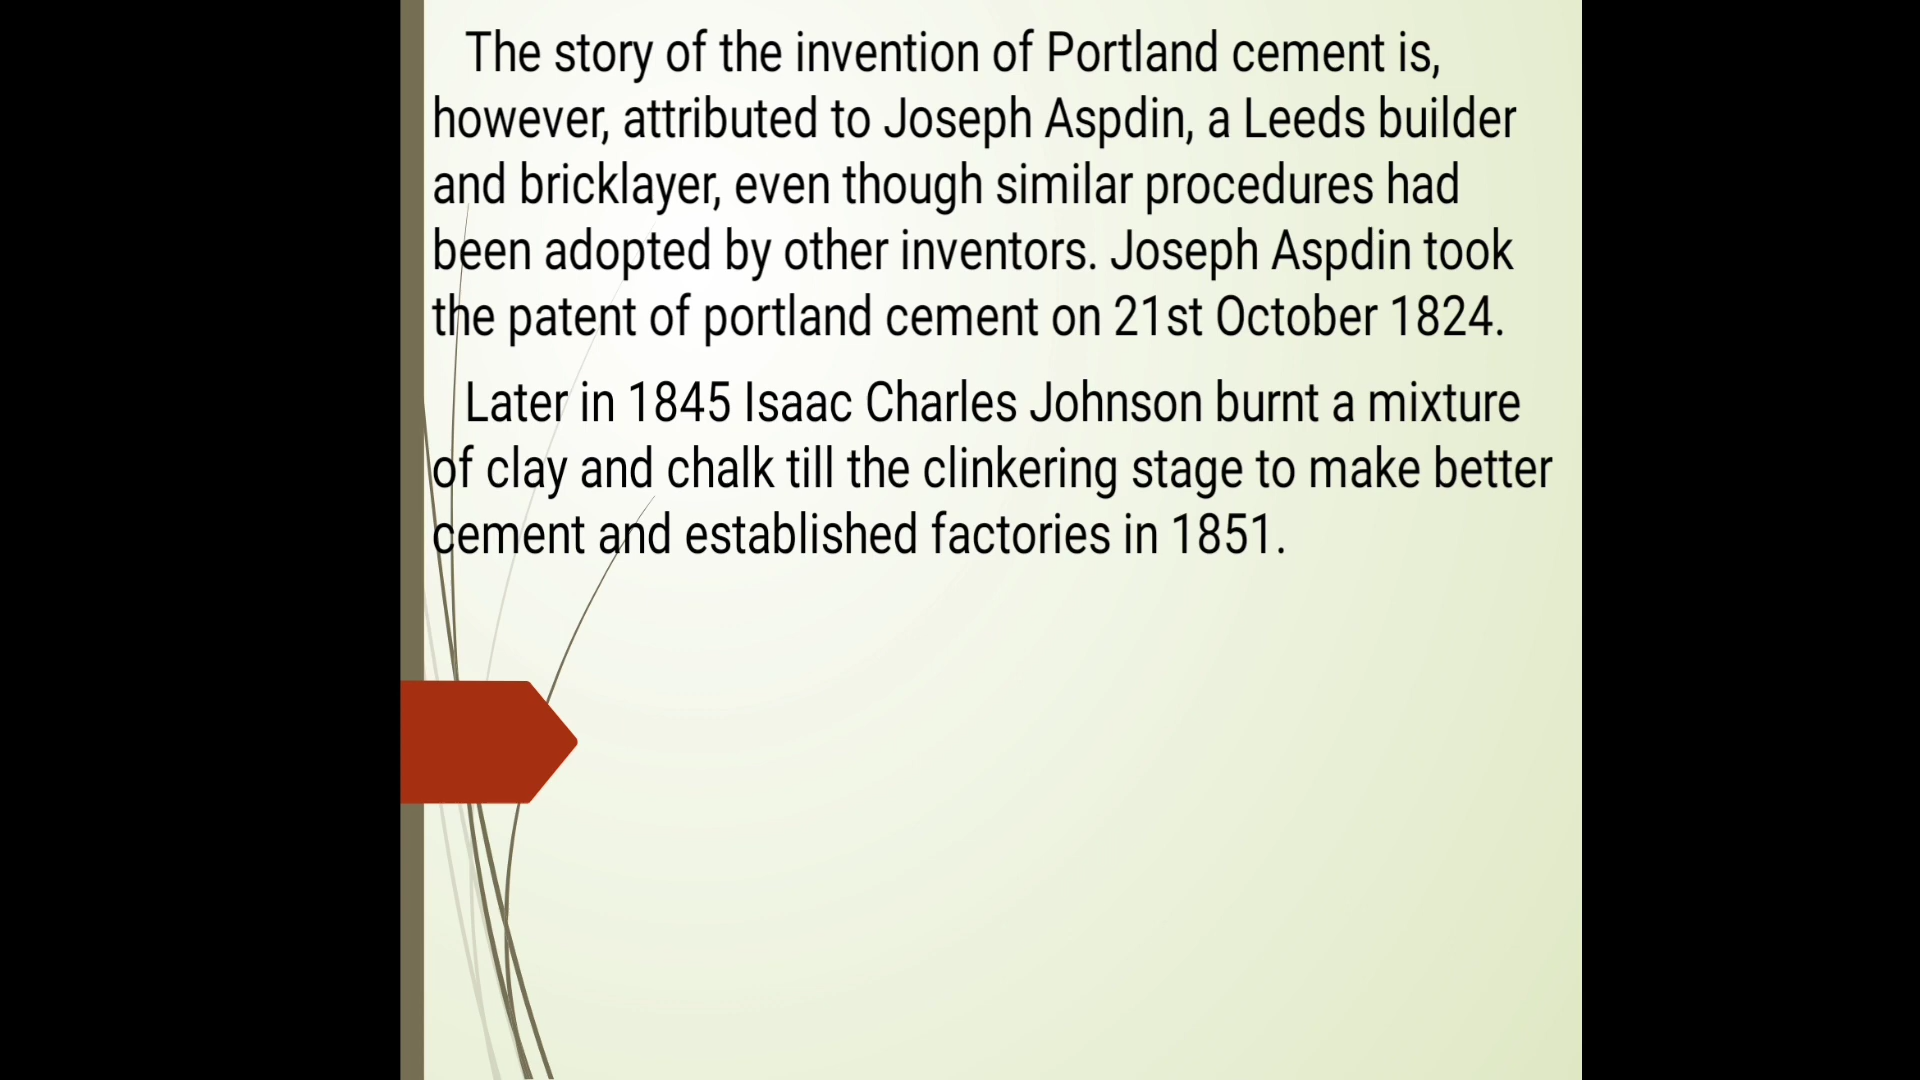 The story of the invention of Portland cement is,
however, attributed to Joseph Aspdin, a Leeds builder
and bricklayer, even though similar procedures had
been adopted by other inventors. Joseph Aspdin took
the patent of portland cement on 21st October 1824.
Later in 1845 Isaac Charles Johnson burnt a mixture
of clay and chalk till the clinkering stage to make better
cement and established factories in 1851.